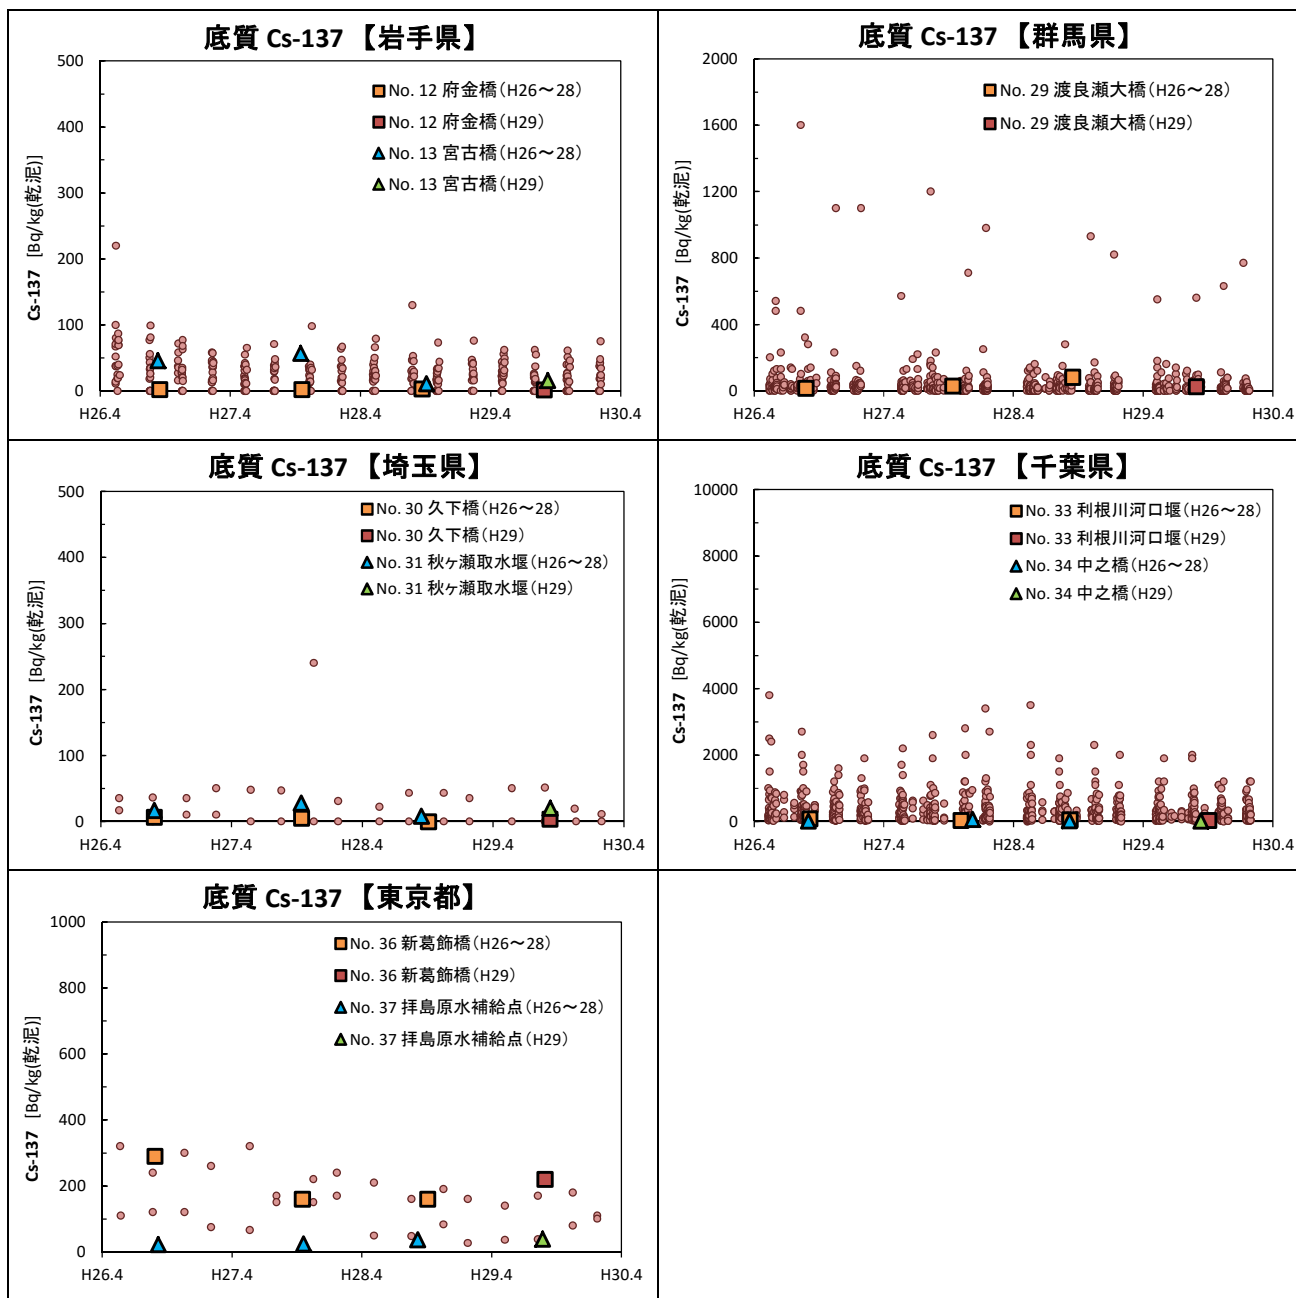 底質 Cs-137 【岩手県】
500
400
300
200
100
0
Cs-137 [Bq/kg(乾泥)]
No. 12 府金橋（H26～28）
No. 12 府金橋（H29）
No. 13 宮古橋（H26～28）
No. 13 宮古橋（H29）
H26.4 H27.4 H28.4 H29.4 H30.4
底質 Cs-137 【群馬県】
2000
1600
1200
800
400
0
Cs-137 [Bq/kg(乾泥)]
No. 29 渡良瀬大橋（H26～28）
No. 29 渡良瀬大橋（H29）
H26.4 H27.4 H28.4 H29.4 H30.4
底質 Cs-137 【埼玉県】
500
400
300
200
100
0
Cs-137 [Bq/kg(乾泥)]
No. 30 久下橋（H26～28）
No. 30 久下橋（H29）
No. 31 秋ヶ瀬取水堰（H26～28）
No. 31 秋ヶ瀬取水堰（H29）
H26.4 H27.4 H28.4 H29.4 H30.4
底質 Cs-137 【千葉県】
10000
8000
6000
4000
2000
0
Cs-137 [Bq/kg(乾泥)]
No. 33 利根川河口堰（H26～28）
No. 33 利根川河口堰（H29）
No. 34 中之橋（H26～28）
No. 34 中之橋（H29）
H26.4 H27.4 H28.4 H29.4 H30.4
底質 Cs-137 【東京都】
1000
800
600
400
200
0
Cs-137 [Bq/kg(乾泥)]
No. 36 新葛飾橋（H26～28）
No. 36 新葛飾橋（H29）
No. 37 拝島原水補給点（H26～28）
No. 37 拝島原水補給点（H29）
H26.4 H27.4 H28.4 H29.4 H30.4